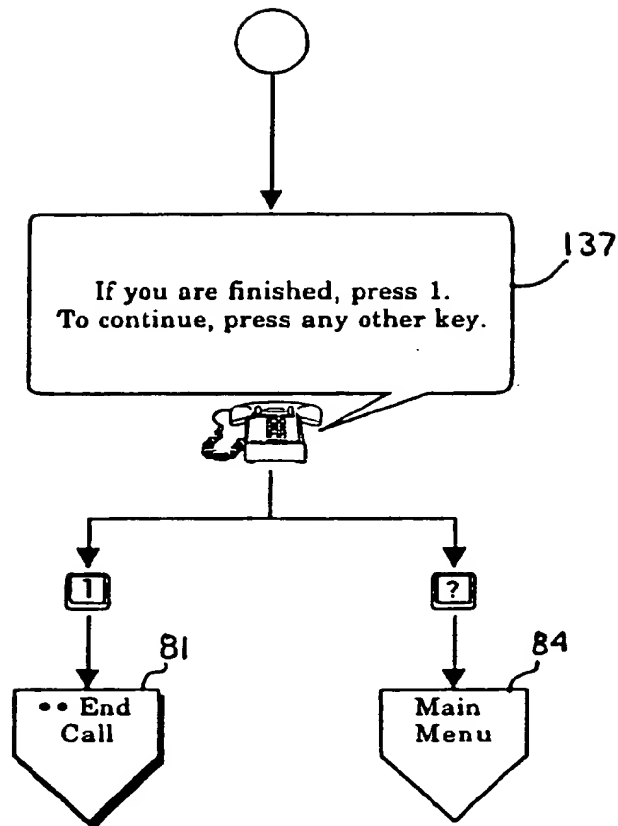 137
If you are finished, press 1.
To continue, press any other key.
1
?
81
84
•• End
Call
Main
Menu